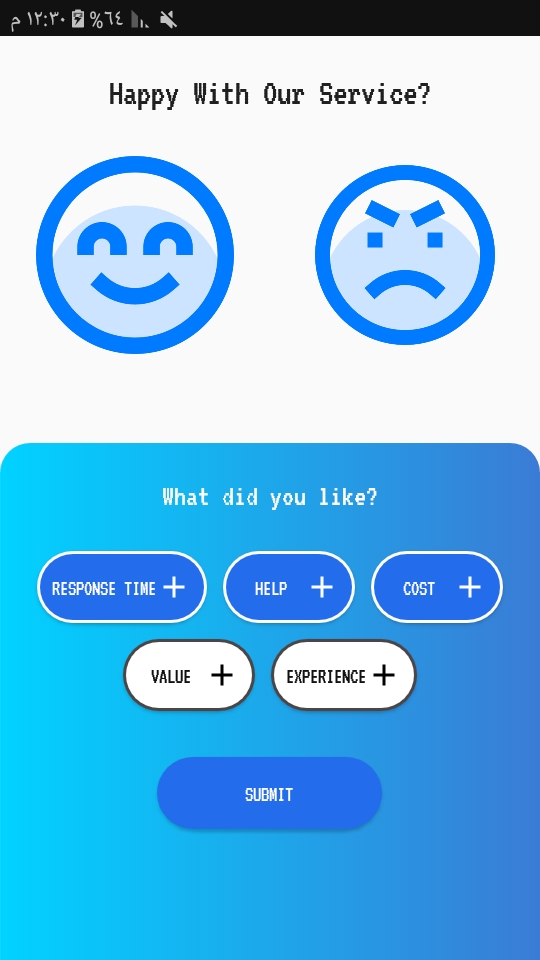 م ١٢:٣٠ %٦٤
Happy With Our Service?
What did you like?
RESPONSE TIME
HELP
COST
VALUE
EXPERIENCE
SUBMIT